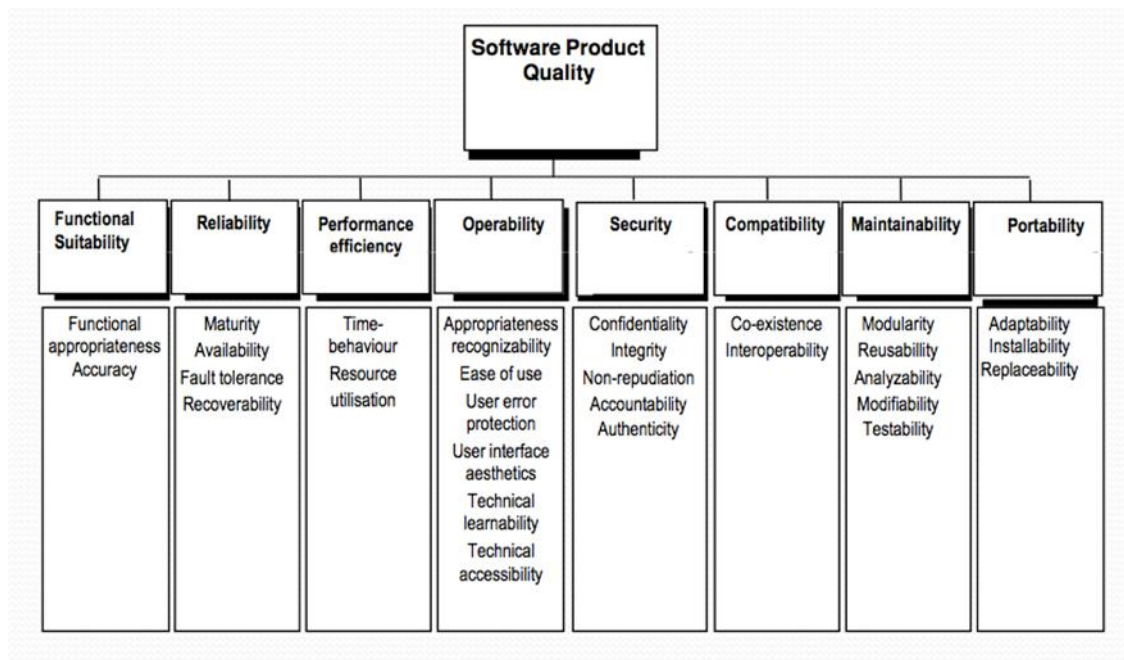 Software Product
Quality
Functional
Suitability
Reliability
Performance
efficiency
Operability
Security
Compatibility
Maintainability
Portability
Functional
appropriateness
Accuracy
Maturity
Availability
Fault tolerance
Recoverability
Time-
behaviour
Resource
utilisation
Appropriateness
recognizability
Ease of use
User error
protection
User interface
aesthetics
Technical
learnability
Technical
accessibility
Confidentiality
Integrity
Non-repudiation
Accountability
Authenticity
Co-existence
Interoperability
Modularity
Reusabillity
Analyzability
Modifiability
Testability
Adaptability
Installability
Replaceability